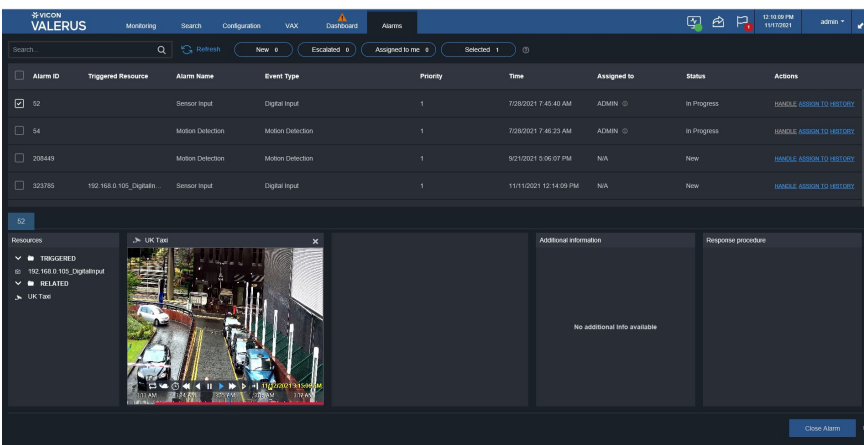 VICON
VALERUS
Monitoring Search Configuration VAX Dashboard Alarms
12:10:09 PM
11/17/2021
admin
Search... Refresh New 0 Escalated 0 Assigned to me 0 Selected 1
Alarm ID Triggered Resource Alarm Name Event Type Priority Time Assigned to Status Actions
52 Sensor Input Digital Input 1 7/28/2021 7:45:40 AM ADMIN In Progress HANDLE ASSIGN TO HISTORY
54 Motion Detection Motion Detection 1 7/28/2021 7:46:23 AM ADMIN In Progress HANDLE ASSIGN TO HISTORY
208449 Motion Detection Motion Detection 1 9/21/2021 5:06:07 PM N/A New HANDLE ASSIGN TO HISTORY
323785 192.168.0.105_DigitalIn... Sensor Input Digital Input 1 11/11/2021 12:14:09 PM N/A New HANDLE ASSIGN TO HISTORY
52
Resources UK Taxi Additional information Response procedure
TRIGGERED
192.168.0.105_DigitalInput
RELATED
UK Taxi
No additional Info available
Close Alarm